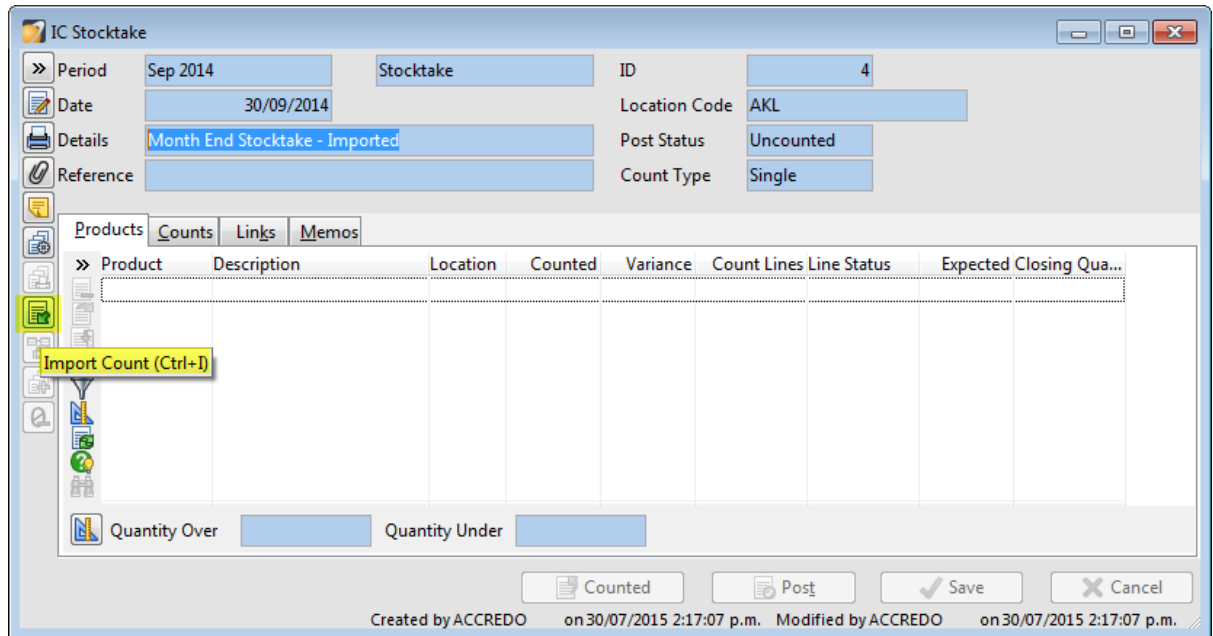 IC Stocktake
Period Sep 2014 Stocktake ID 4
Date 30/09/2014 Location Code AKL
Details Month End Stocktake - Imported Post Status Uncounted
Reference Count Type Single
Products Counts Links Memos
Product Description Location Counted Variance Count Lines Line Status Expected Closing Qua...
Import Count (Ctrl+I)
Quantity Over Quantity Under
Counted Post Save Cancel
Created by ACCREDO on 30/07/2015 2:17:07 p.m. Modified by ACCREDO on 30/07/2015 2:17:07 p.m.